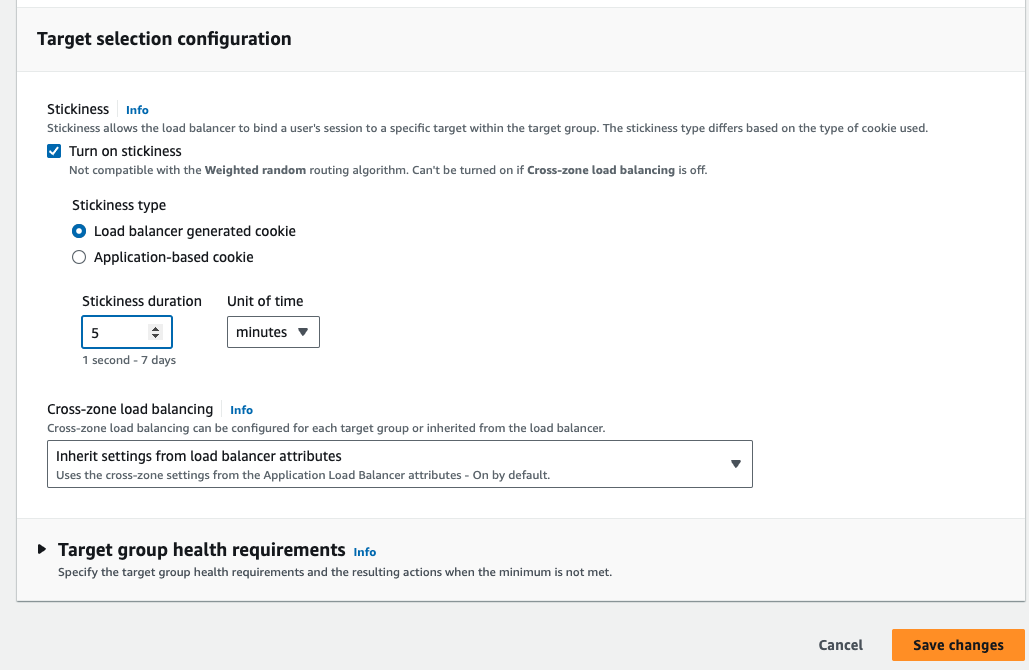 Target selection configuration
Stickiness Info
Stickiness allows the load balancer to bind a user's session to a specific target within the target group. The stickiness type differs based on the type of cookie used.
Turn on stickiness
Not compatible with the Weighted random routing algorithm. Can't be turned on if Cross-zone load balancing is off.
Stickiness type
Load balancer generated cookie
Application-based cookie
Stickiness duration Unit of time
5 minutes
1 second - 7 days
Cross-zone load balancing Info
Cross-zone load balancing can be configured for each target group or inherited from the load balancer.
Inherit settings from load balancer attributes
Uses the cross-zone settings from the Application Load Balancer attributes - On by default.
Target group health requirements Info
Specify the target group health requirements and the resulting actions when the minimum is not met.
Cancel Save changes